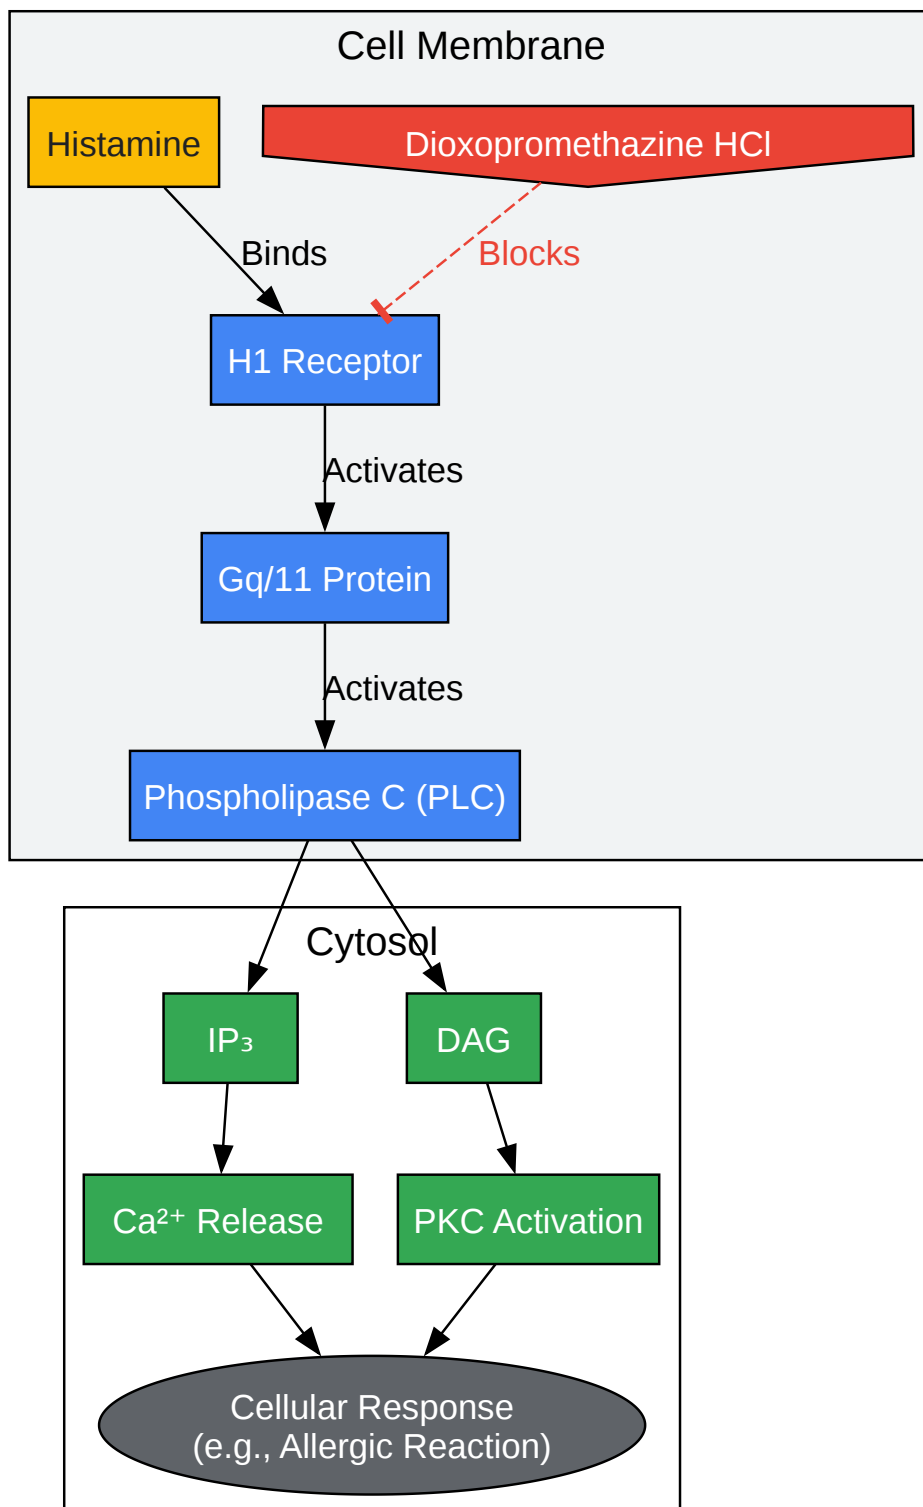 Cell Membrane
Histamine
Dioxopromethazine HCl
Binds
Blocks
H1 Receptor
Activates
Gq/11 Protein
Activates
Phospholipase C (PLC)
Cytosol
IP₃
DAG
Ca²⁺ Release
PKC Activation
Cellular Response
(e.g., Allergic Reaction)